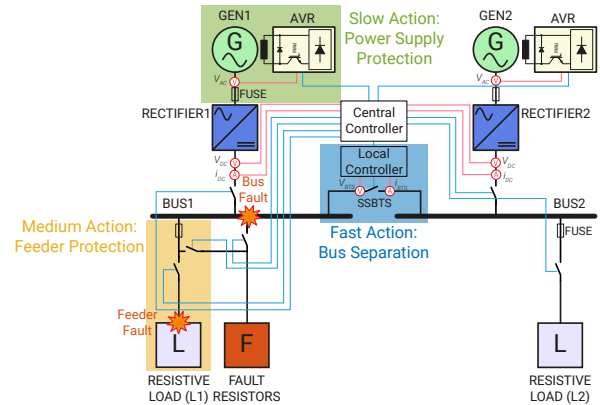 GEN1
AVR
Slow Action:
Power Supply
Protection
GEN2
AVR
G
G
V_AC
V
FUSE
V_AC
V
FUSE
RECTIFIER1
Central
Controller
RECTIFIER2
Local
Controller
V_DC
V
i_DC
A
V_BTS
V
A
i_BTS
SSBTS
V
V_DC
A
i_DC
Bus
Fault
BUS1
BUS2
Medium Action:
Feeder Protection
Fast Action:
Bus Separation
FUSE
Feeder
Fault
L
F
L
RESISTIVE
LOAD (L1)
FAULT
RESISTORS
RESISTIVE
LOAD (L2)